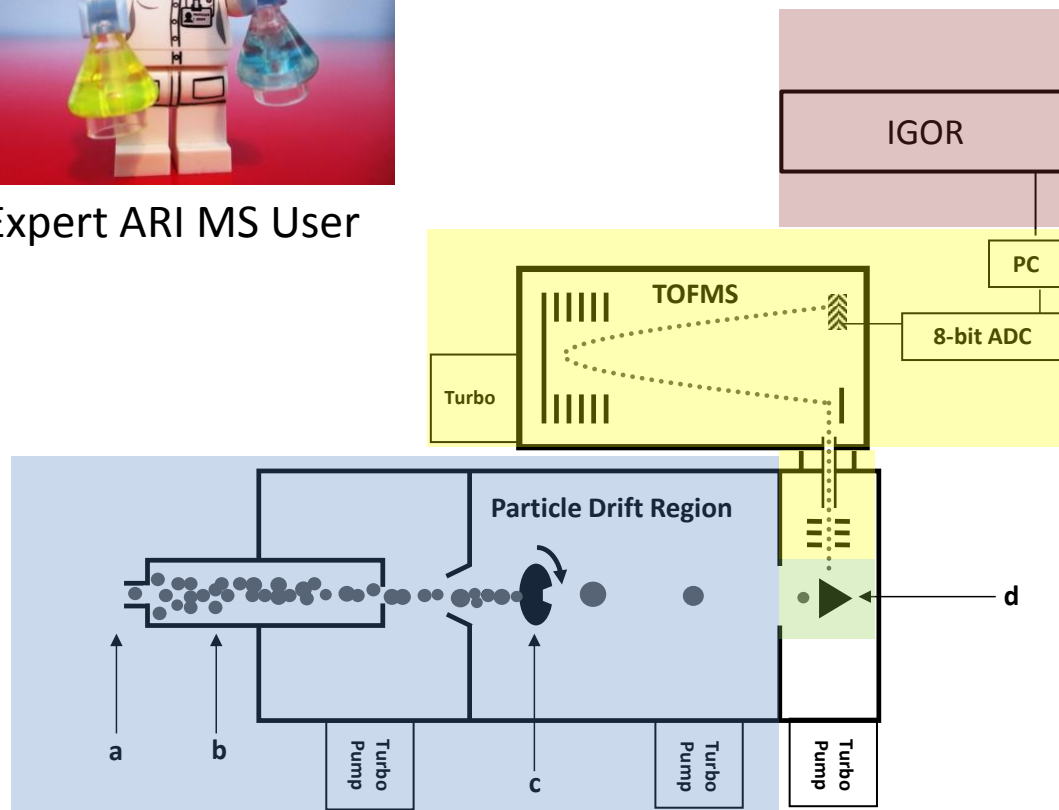 Expert ARI MS User
IGOR
PC
TOFMS
8-bit ADC
Turbo
Particle Drift Region
d
a
b
c
Turbo
Pump
Turbo
Pump
Turbo
Pump